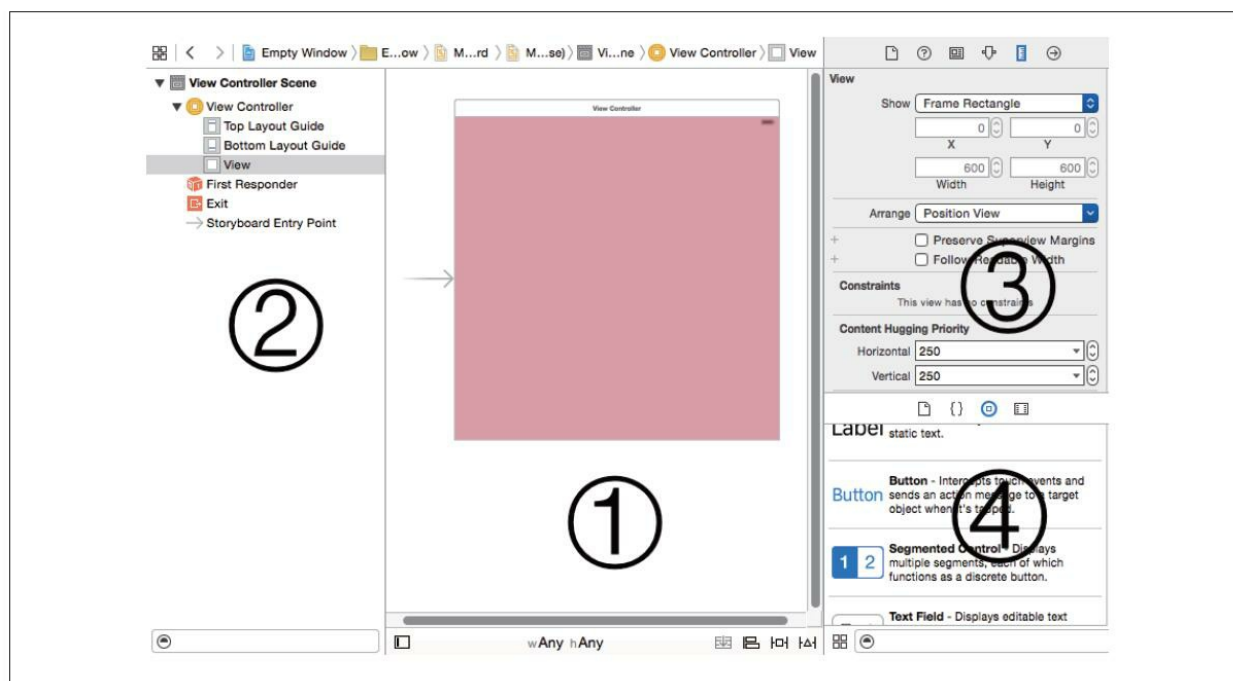 Empty Window E...ow M...rd M...se) Vi...ne View Controller View
View Controller Scene
View Controller
Top Layout Guide
Bottom Layout Guide
View
First Responder
Exit
Storyboard Entry Point
②
View Controller
①
wAny hAny
View
Show Frame Rectangle
0 0
X Y
600 600
Width Height
Arrange Position View
Preserve Superview Margins
Follow Readable Width
③
Constraints
This view has no constraints
Content Hugging Priority
Horizontal 250
Vertical 250
{ }
Label static text.
Button Button - Intercepts touch events and
sends an action message to a target
object when it's tapped.
④
1 2 Segmented Control - Displays
multiple segments, each of which
functions as a discrete button.
Text Field - Displays editable text